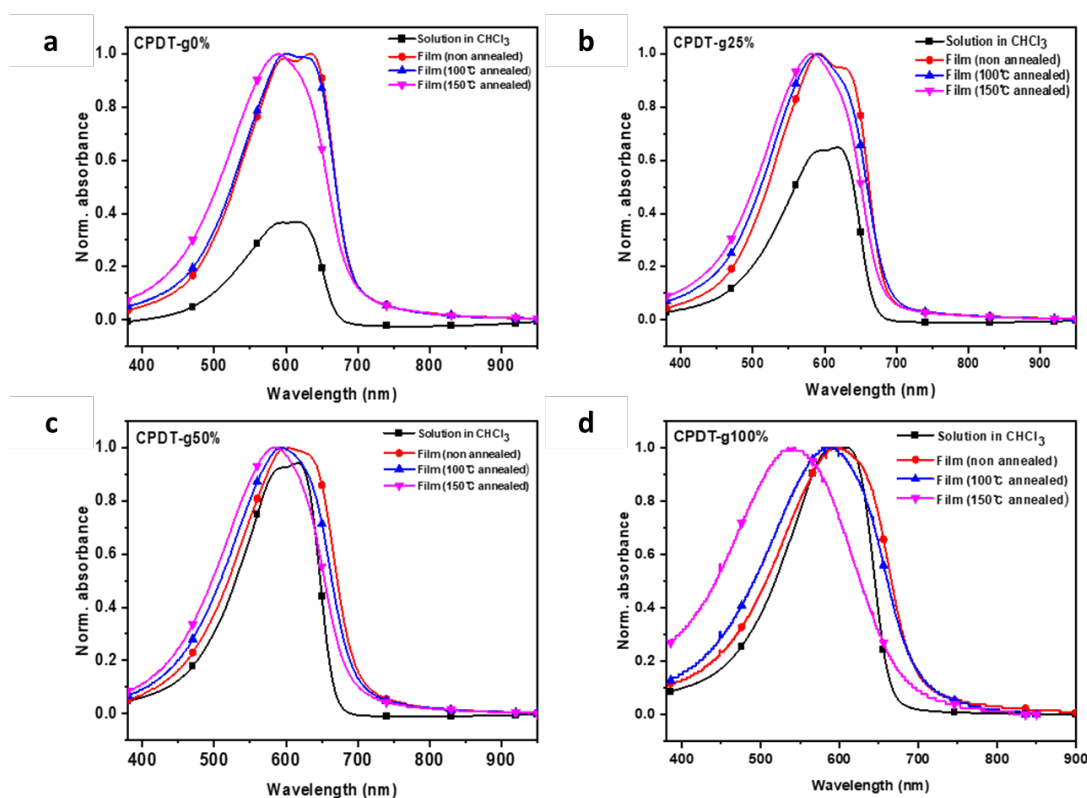 a
CPDT-g0%
Solution in CHCl3
Film (non annealed)
Film (100℃ annealed)
Film (150℃ annealed)
1.0
0.8
0.6
0.4
0.2
0.0
Norm. absorbance
400 500 600 700 800 900
Wavelength (nm)
b
CPDT-g25%
Solution in CHCl3
Film (non annealed)
Film (100℃ annealed)
Film (150℃ annealed)
1.0
0.8
0.6
0.4
0.2
0.0
Norm. absorbance
400 500 600 700 800 900
Wavelength (nm)
c
CPDT-g50%
Solution in CHCl3
Film (non annealed)
Film (100℃ annealed)
Film (150℃ annealed)
1.0
0.8
0.6
0.4
0.2
0.0
Norm. absorbance
400 500 600 700 800 900
Wavelength (nm)
d
CPDT-g100%
Solution in CHCl3
Film (non annealed)
Film (100℃ annealed)
Film (150℃ annealed)
1.0
0.8
0.6
0.4
0.2
0.0
Norm. absorbance
400 500 600 700 800 900
Wavelength (nm)